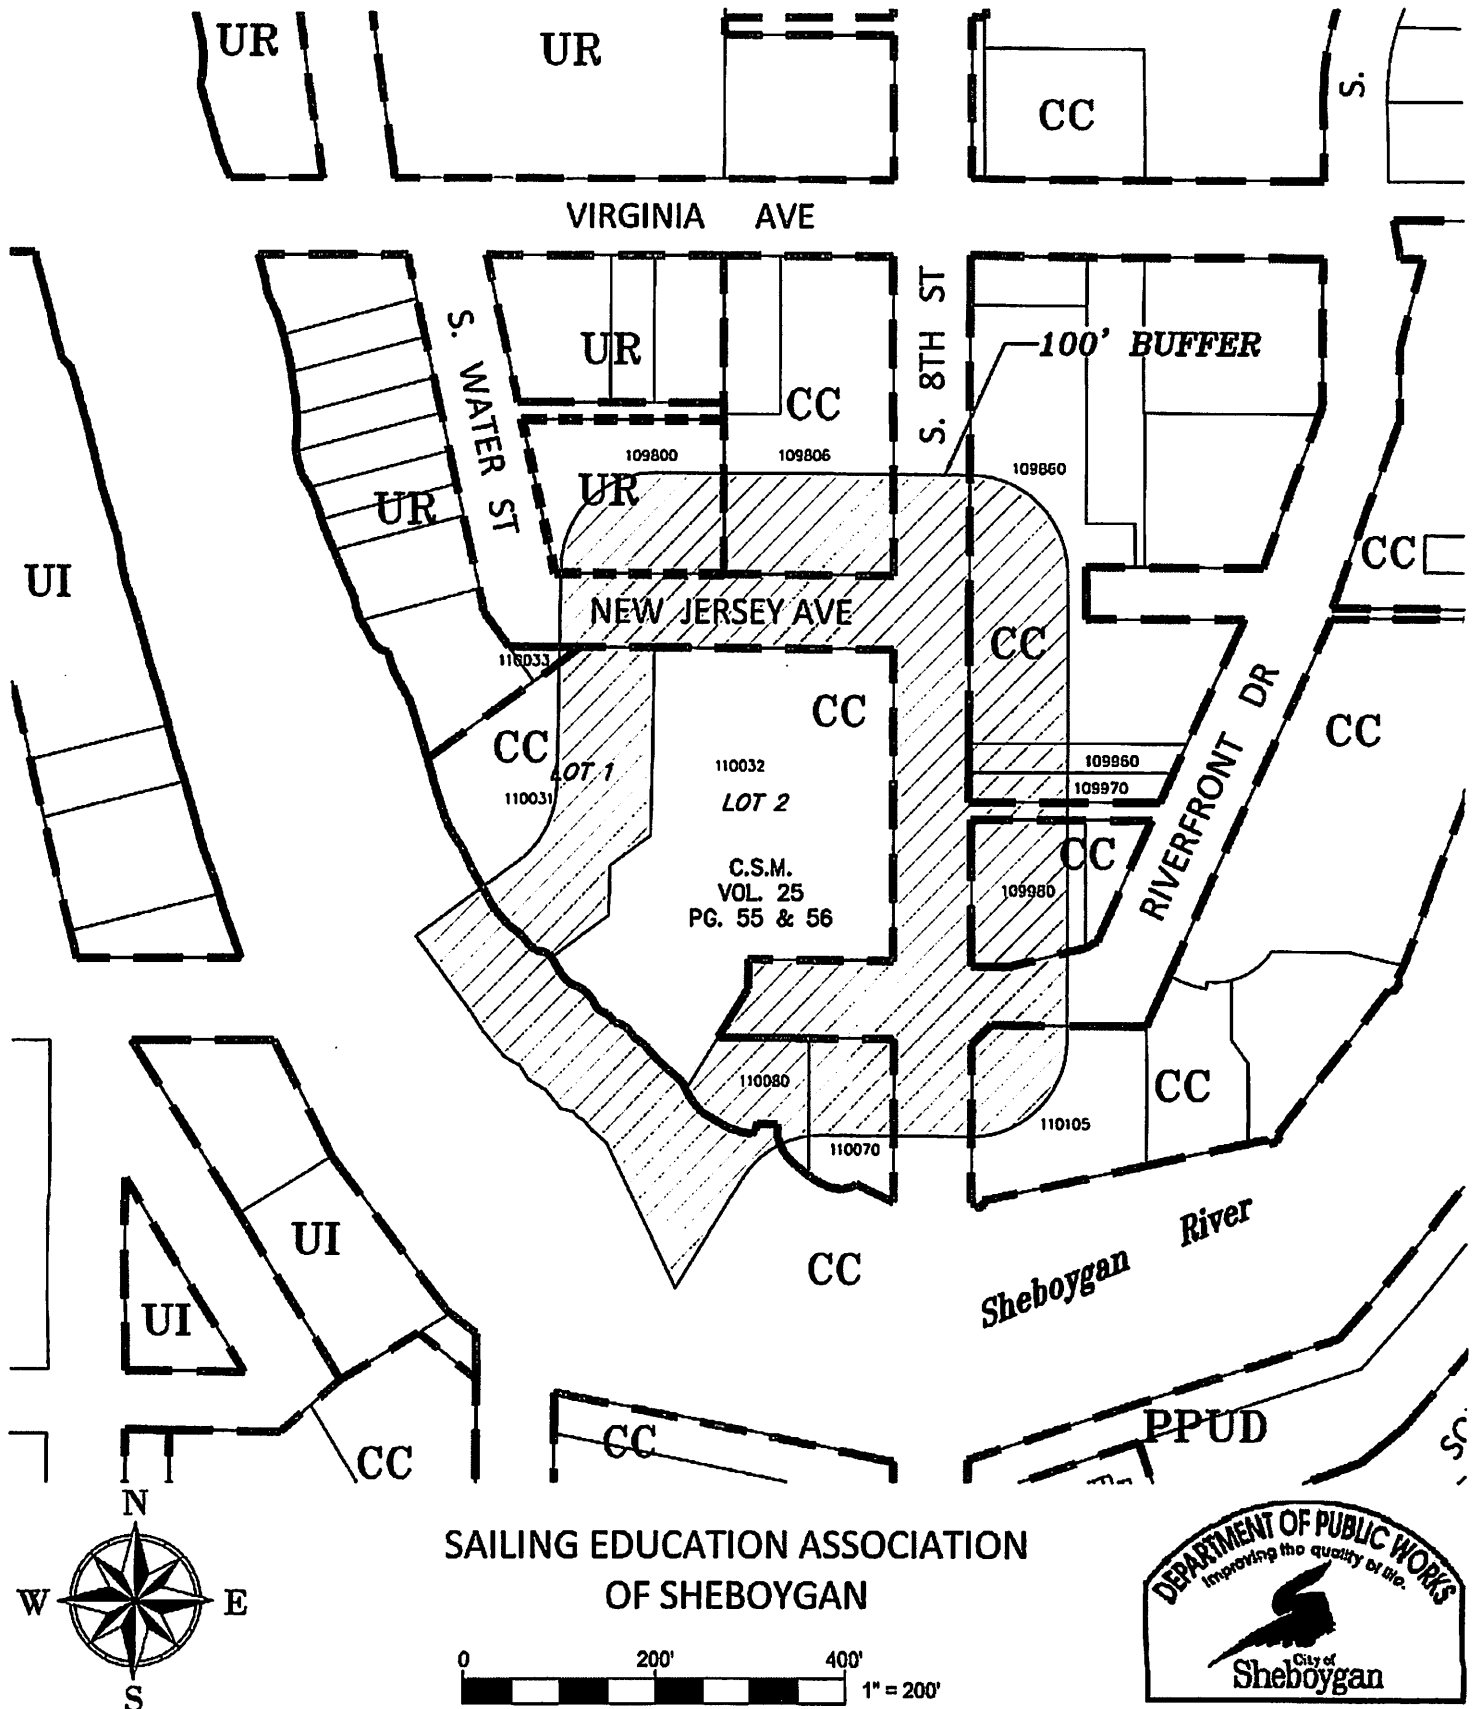 UR
UR
CC
S.
VIRGINIA AVE
S. WATER ST
UR
CC
S. 8TH ST
100' BUFFER
109800
109806
109860
UR
UR
CC
UI
NEW JERSEY AVE
CC
110033
CC
CC
CC
RIVERFRONT DR
LOT 1
110031
110032
LOT 2
109960
109970
C.S.M.
VOL. 25
PG. 55 & 56
CC
109980
110080
110070
110105
CC
UI
UI
CC
Sheboygan River
CC
CC
PPUD
N
W
E
S
SAILING EDUCATION ASSOCIATION
OF SHEBOYGAN
0 200' 400'
1" = 200'
DEPARTMENT OF PUBLIC WORKS
Improving the quality of life.
City of
Sheboygan